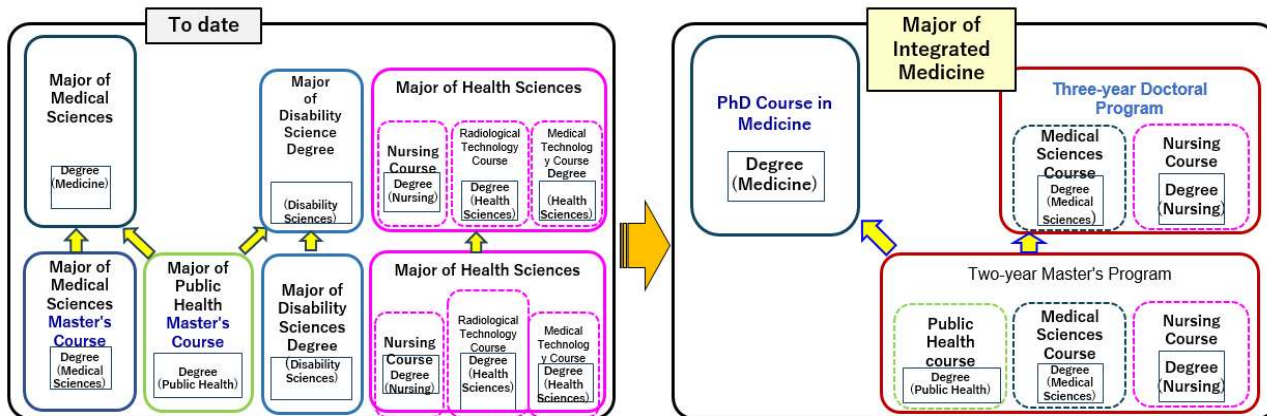 To date
Major of
Medical
Sciences
Degree
(Medicine)
Major
of
Disability
Science
Degree
(Disability
Sciences)
Major of Health Sciences
Nursing
Course
Degree
(Nursing)
Radiological
Technology
Course
Degree
(Health
Sciences)
Medical
Technolog
y Course
Degree
(Health
Sciences)
Major of
Medical
Sciences
Master's
Course
Degree
(Medical
Sciences)
Major of
Public
Health
Master's
Course
Degree
(Public Health)
Major of
Disability
Sciences
Degree
(Disability
Sciences)
Major of Health Sciences
Nursing
Course
Degree
(Nursing)
Radiological
Technology
Course
Degree
(Health
Sciences)
Medical
Technolog
y Course
Degree
(Health
Sciences)
Major of
Integrated
Medicine
PhD Course in
Medicine
Degree
(Medicine)
Three-year Doctoral
Program
Medical
Sciences
Course
Degree
(Medical
Sciences)
Nursing
Course
Degree
(Nursing)
Two-year Master's Program
Public
Health
course
Degree
(Public Health)
Medical
Sciences
Course
Degree
(Medical
Sciences)
Nursing
Course
Degree
(Nursing)